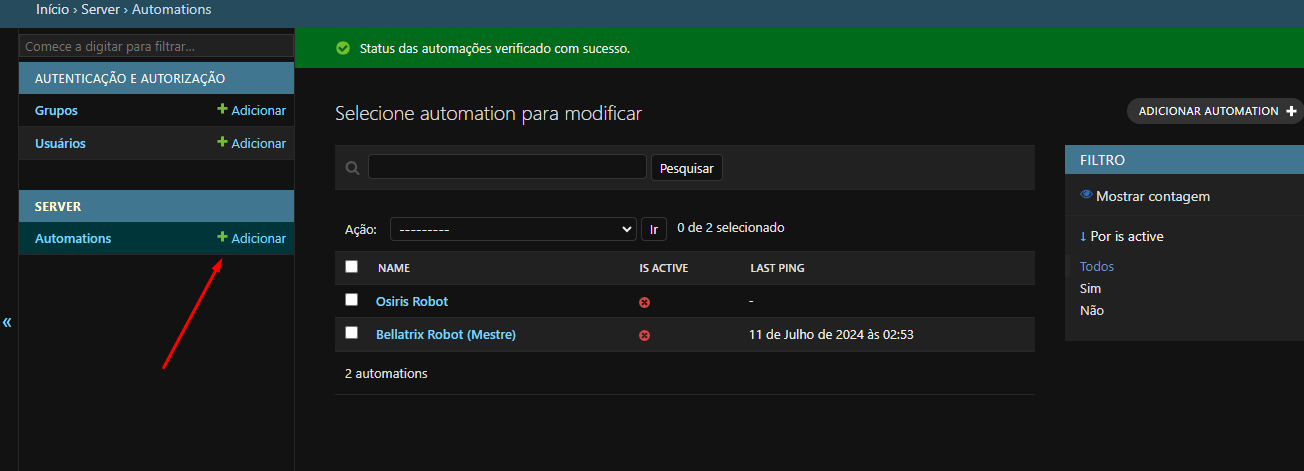 Início › Server › Automations
Comece a digitar para filtrar...
AUTENTICAÇÃO E AUTORIZAÇÃO
Grupos Adicionar
Usuários Adicionar
SERVER
Automations Adicionar
«
Status das automações verificado com sucesso.
Selecione automation para modificar
ADICIONAR AUTOMATION
Pesquisar
Ação: --------- Ir 0 de 2 selecionado
NAME IS ACTIVE LAST PING
Osiris Robot -
Bellatrix Robot (Mestre) 11 de Julho de 2024 às 02:53
2 automations
FILTRO
Mostrar contagem
↓ Por is active
Todos
Sim
Não